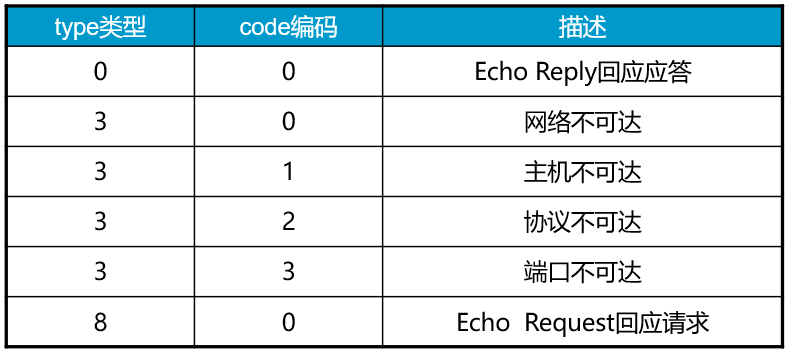 type类型 code编码 描述
0 0 Echo Reply回应应答
3 0 网络不可达
3 1 主机不可达
3 2 协议不可达
3 3 端口不可达
8 0 Echo  Request回应请求